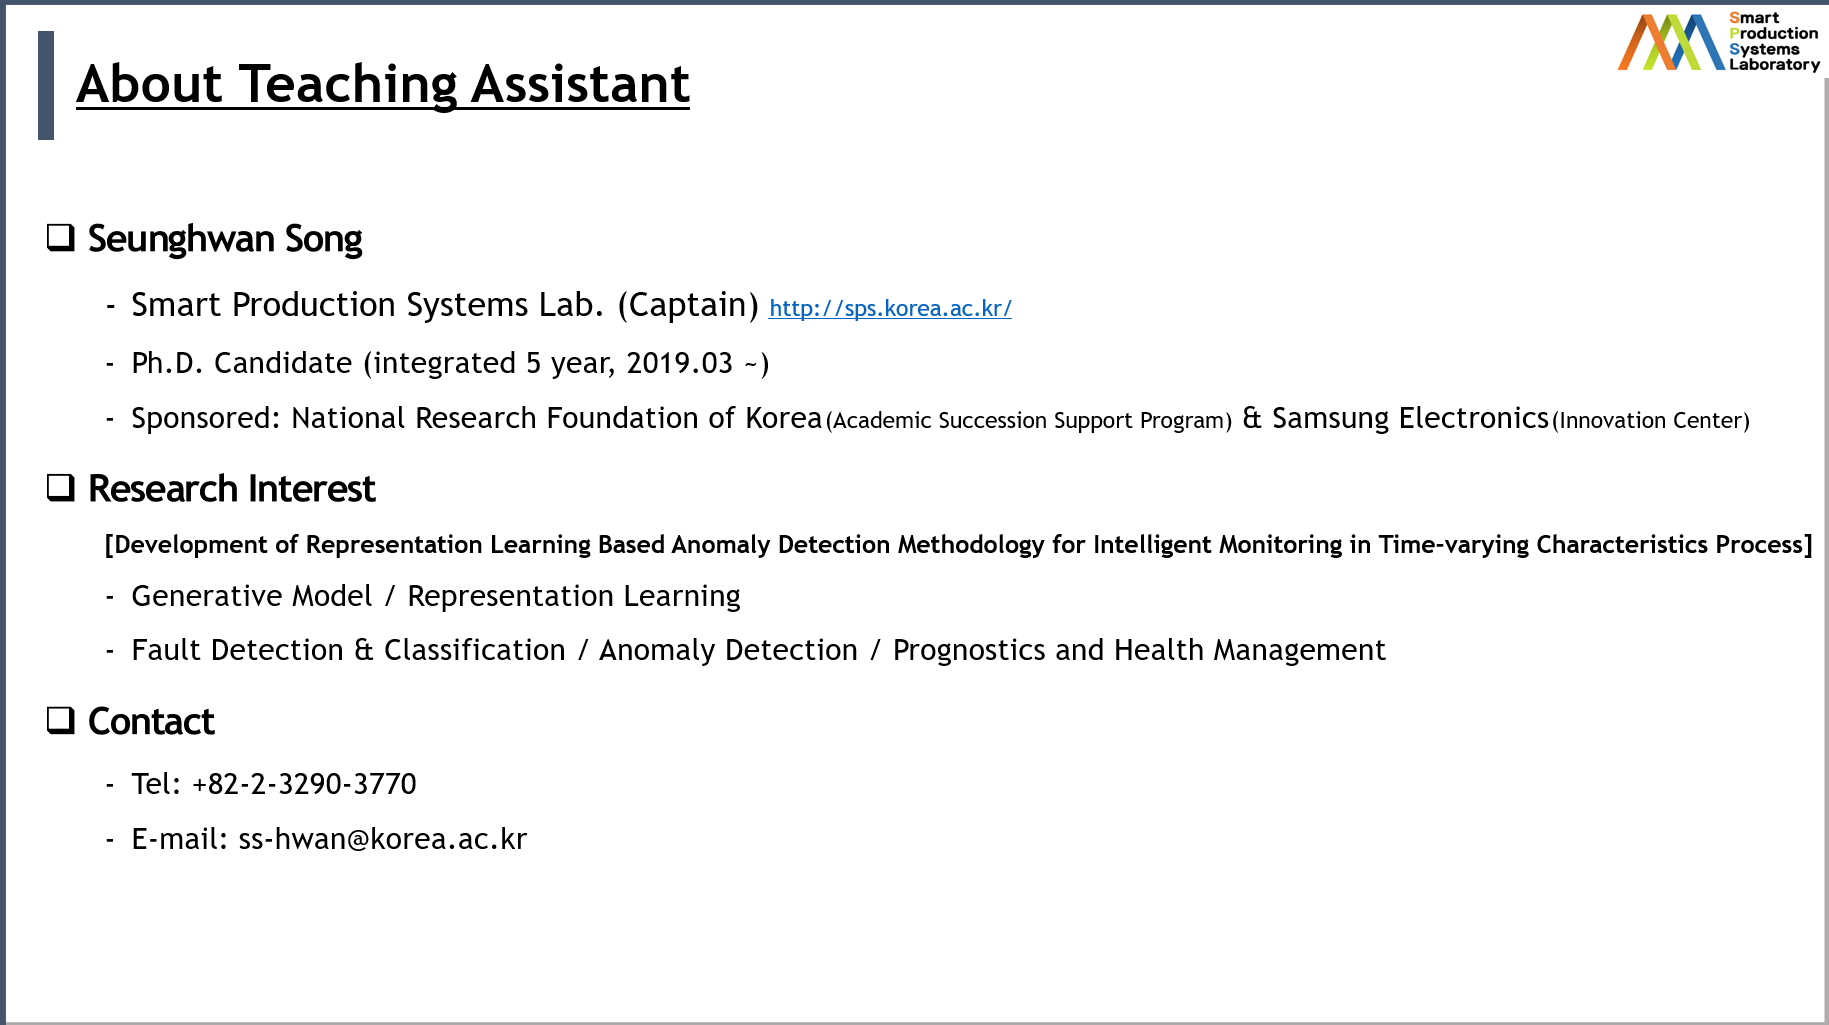 Smart
Production
Systems
Laboratory
About Teaching Assistant
❑ Seunghwan Song
- Smart Production Systems Lab. (Captain) http://sps.korea.ac.kr/
- Ph.D. Candidate (integrated 5 year, 2019.03 ~)
- Sponsored: National Research Foundation of Korea(Academic Succession Support Program) & Samsung Electronics(Innovation Center)
❑ Research Interest
[Development of Representation Learning Based Anomaly Detection Methodology for Intelligent Monitoring in Time-varying Characteristics Process]
- Generative Model / Representation Learning
- Fault Detection & Classification / Anomaly Detection / Prognostics and Health Management
❑ Contact
- Tel: +82-2-3290-3770
- E-mail: ss-hwan@korea.ac.kr